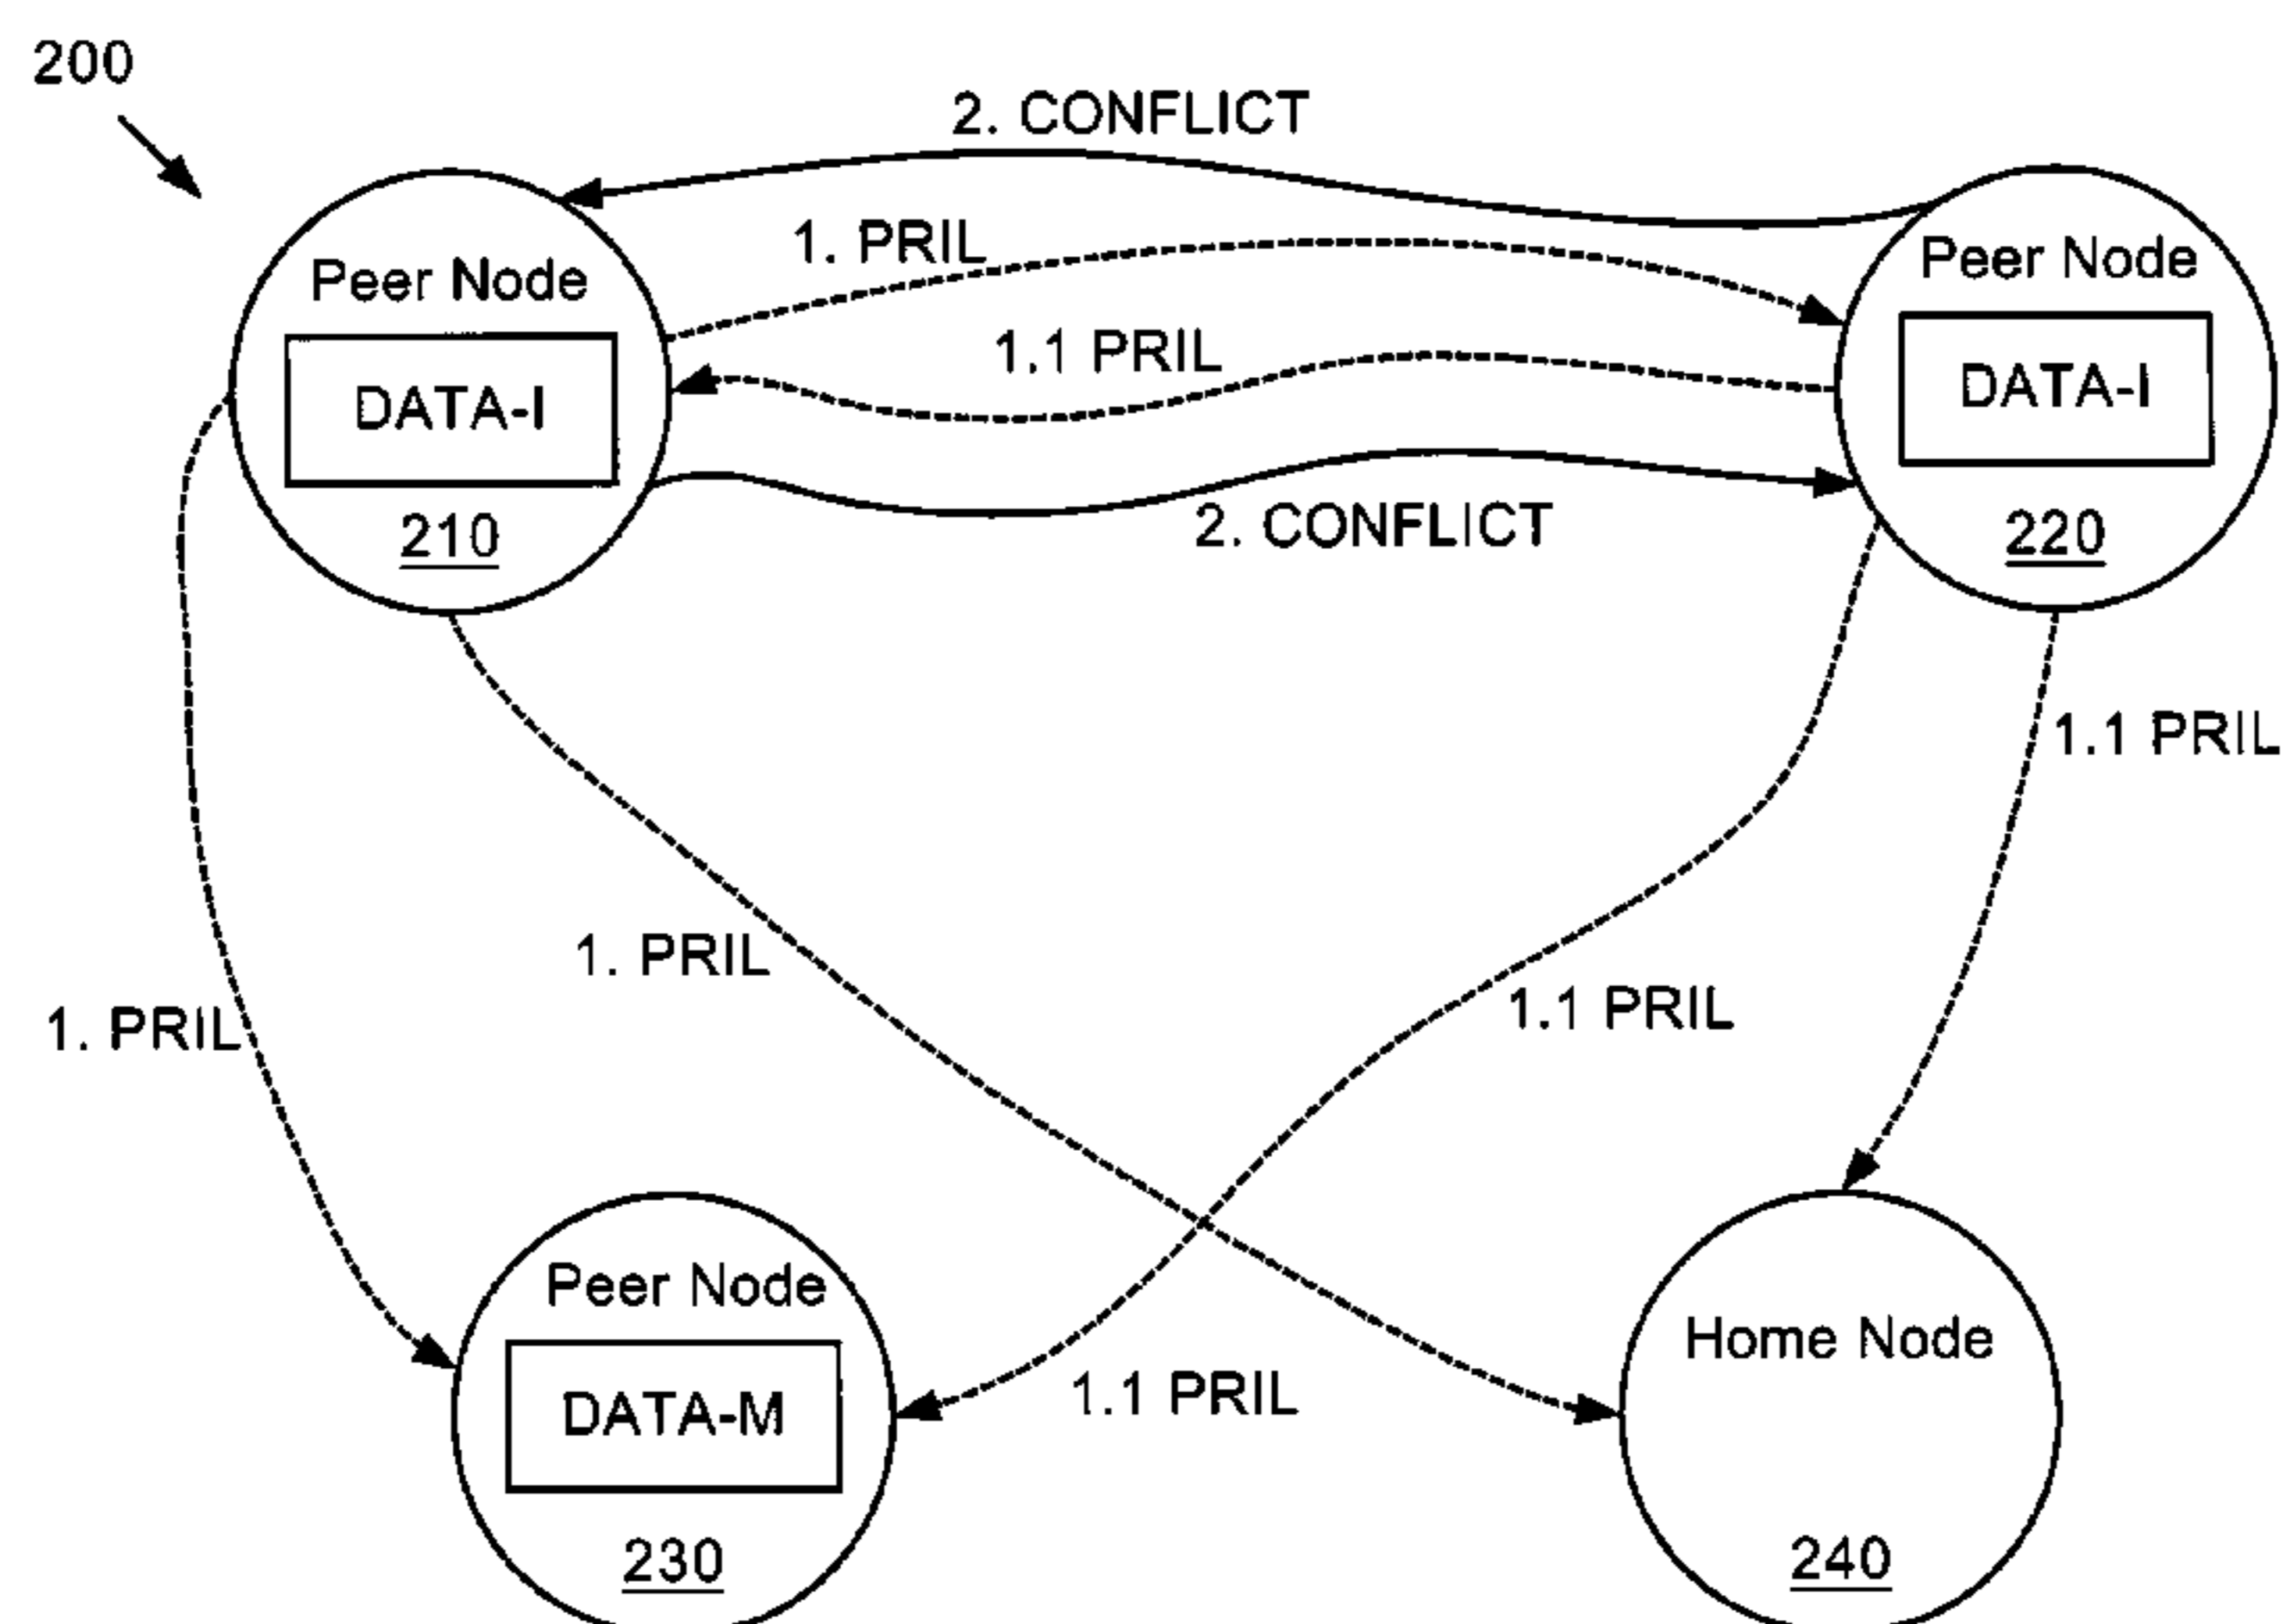 200
2. CONFLICT
1. PRIL
Peer Node
DATA-I
210
Peer Node
DATA-I
220
1.1 PRIL
2. CONFLICT
1.1 PRIL
1. PRIL
1. PRIL
1.1 PRIL
Peer Node
DATA-M
230
1.1 PRIL
Home Node
240